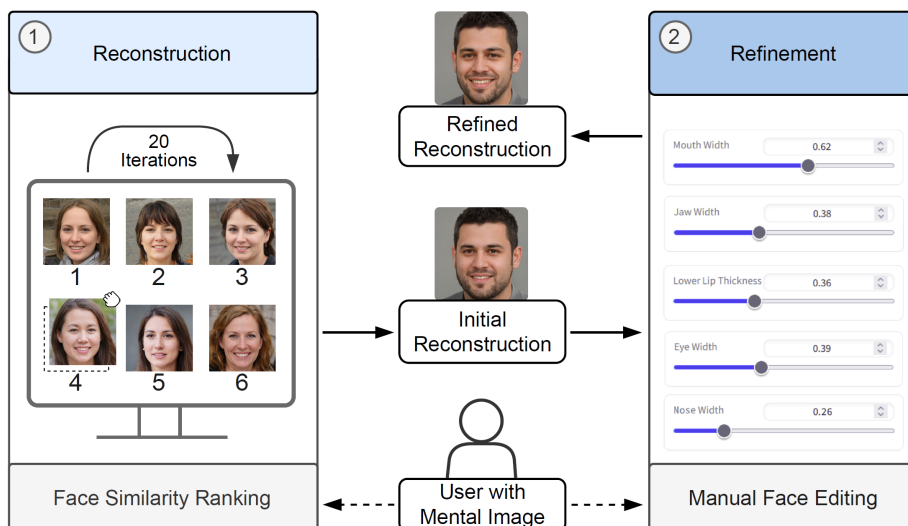 1
Reconstruction
20
Iterations
1
2
3
4
5
6
Face Similarity Ranking
Refined
Reconstruction
Initial
Reconstruction
User with
Mental Image
2
Refinement
Mouth Width
0.62
Jaw Width
0.38
Lower Lip Thickness
0.36
Eye Width
0.39
Nose Width
0.26
Manual Face Editing